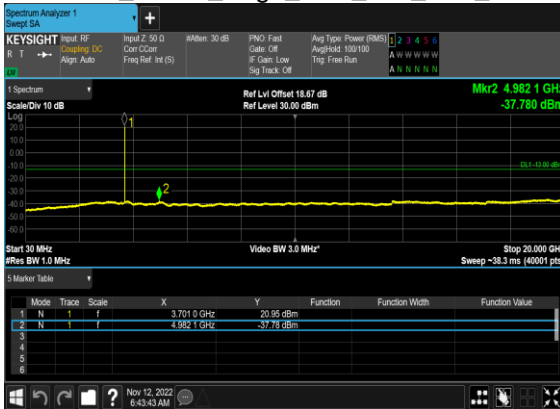 Spectrum Analyzer 1
Swept SA
+
KEYSIGHT Input: RF Input Z: 50 Ω #Atten: 30 dB PNO: Fast Avg Type: Power (RMS) 1 2 3 4 5 6
R T Coupling: DC Corr CCorr Gate: Off Avg|Hold: 100/100 A W W W W W
Align: Auto Freq Ref: Int (S) IF Gain: Low Trig: Free Run
Sig Track: Off A N N N N N
LXI
1 Spectrum Ref Lvl Offset 18.67 dB Mkr2 4.982 1 GHz
Scale/Div 10 dB Ref Level 30.00 dBm -37.780 dBm
Log
20.0
10.0
0.00
-10.0
DL1 -13.00 dBm
-20.0
-30.0
-40.0
-50.0
-60.0
1
2
Start 30 MHz Video BW 3.0 MHz* Stop 20.000 GHz
#Res BW 1.0 MHz Sweep ~38.3 ms (40001 pts)
5 Marker Table
Mode Trace Scale X Y Function Function Width Function Value
1 N 1 f 3.701 0 GHz 20.95 dBm
2 N 1 f 4.982 1 GHz -37.78 dBm
3
4
5
6
? Nov 12, 2022
6:43:43 AM